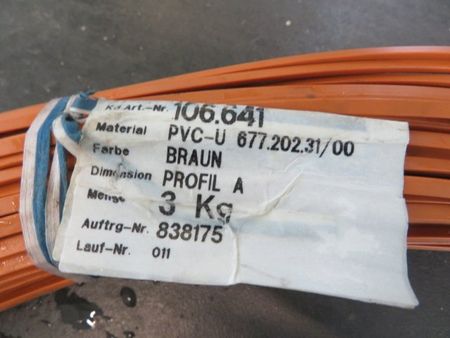 Kd Art.-Nr. 106.641
Material PVC-U 677.202.31/00
Farbe BRAUN
Dimension PROFIL A
Menge 3 Kg
Auftrg-Nr. 838175
Lauf-Nr. 011